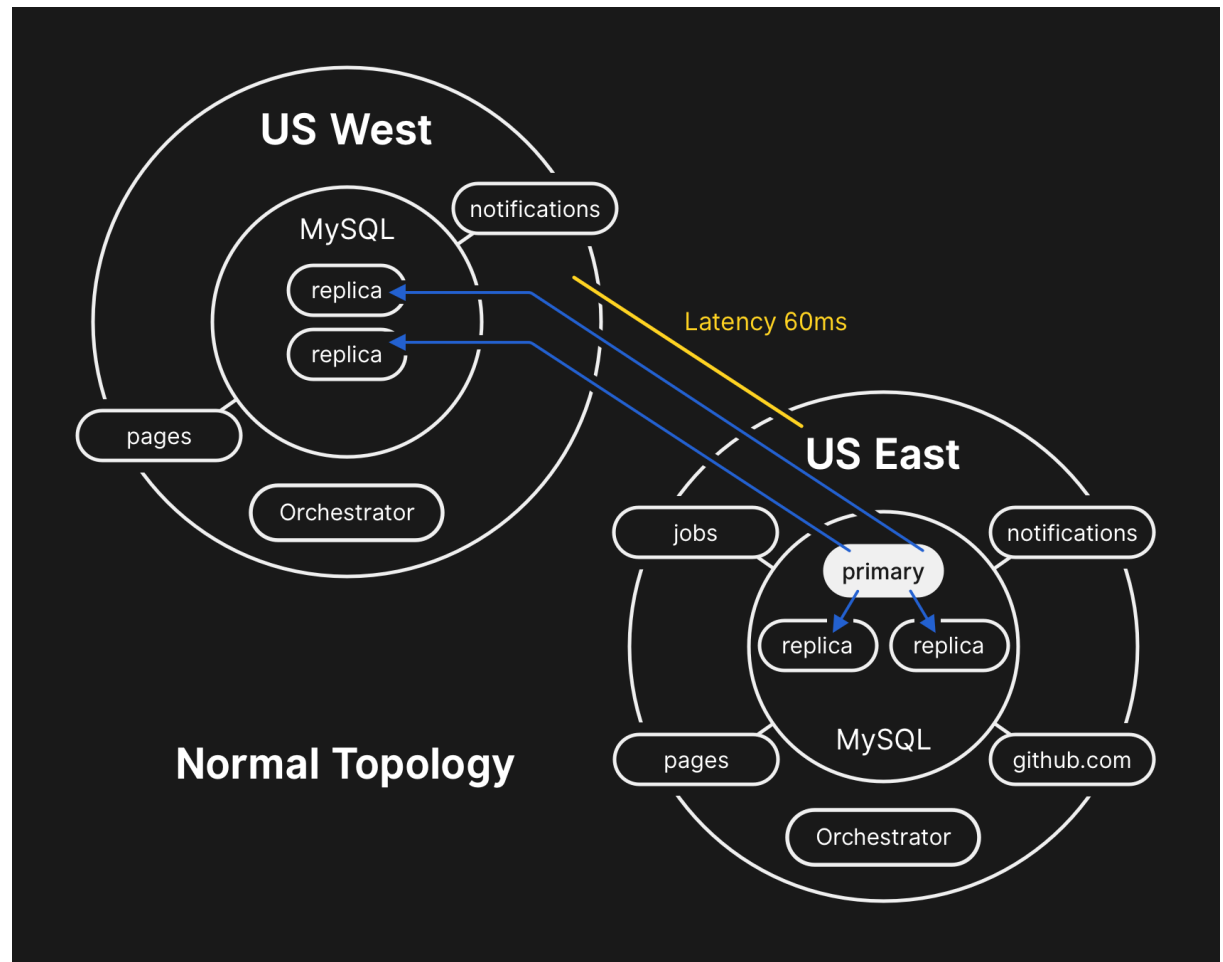 US West
notifications
MySQL
replica
replica
pages
Orchestrator
Latency 60ms
US East
jobs
notifications
primary
replica
replica
MySQL
pages
github.com
Orchestrator
Normal Topology